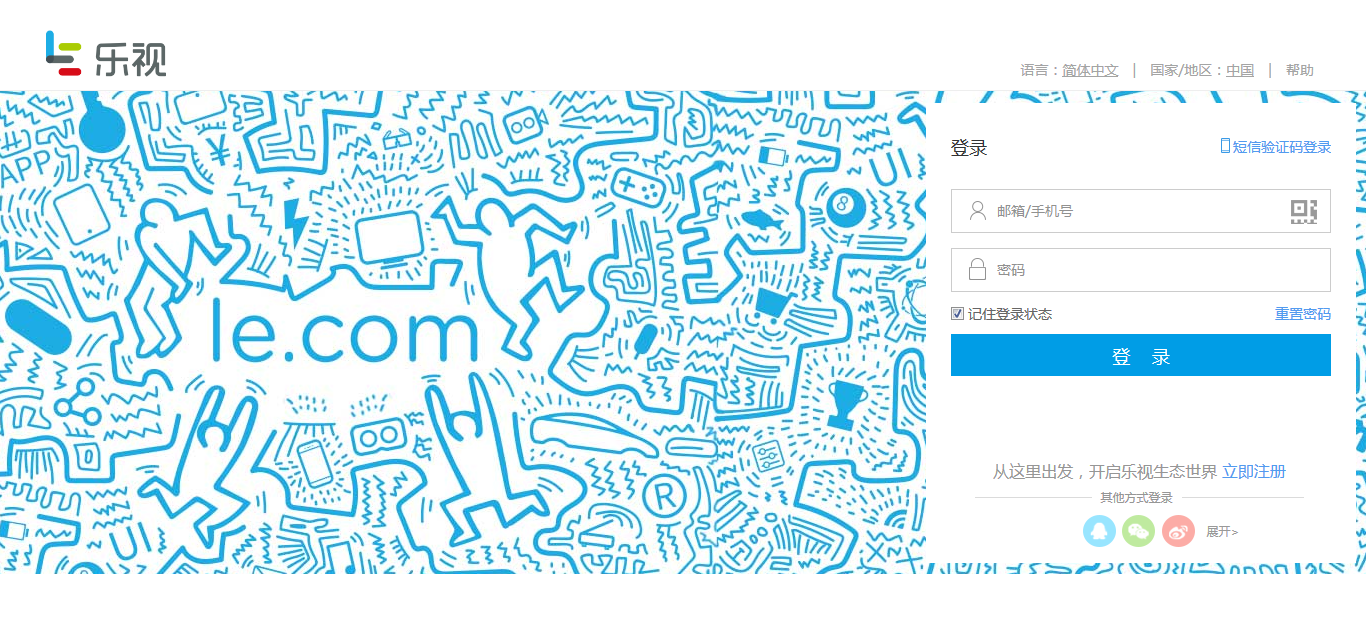 乐视
语言：简体中文 | 国家/地区：中国 | 帮助
APP
le.com
R
8
登录
短信验证码登录
邮箱/手机号
密码
记住登录状态 重置密码
登 录
从这里出发，开启乐视生态世界 立即注册
其他方式登录
展开>